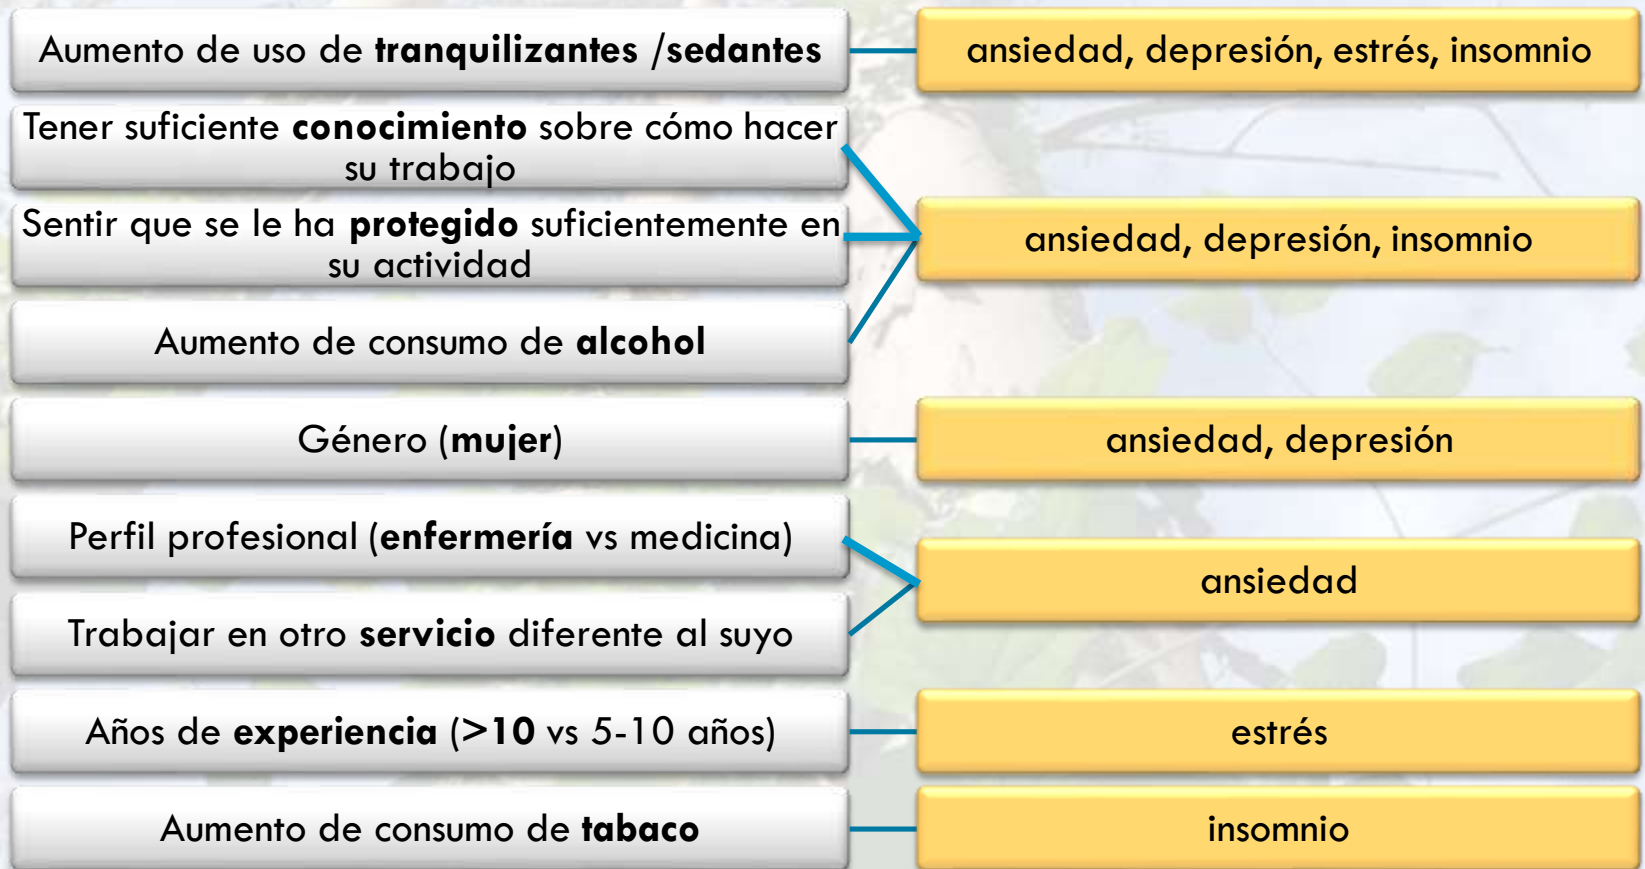 Aumento de uso de tranquilizantes /sedantes
ansiedad, depresión, estrés, insomnio
Tener suficiente conocimiento sobre cómo hacer
su trabajo
Sentir que se le ha protegido suficientemente en
su actividad
Aumento de consumo de alcohol
ansiedad, depresión, insomnio
Género (mujer)
ansiedad, depresión
Perfil profesional (enfermería vs medicina)
Trabajar en otro servicio diferente al suyo
ansiedad
Años de experiencia (>10 vs 5-10 años)
estrés
Aumento de consumo de tabaco
insomnio